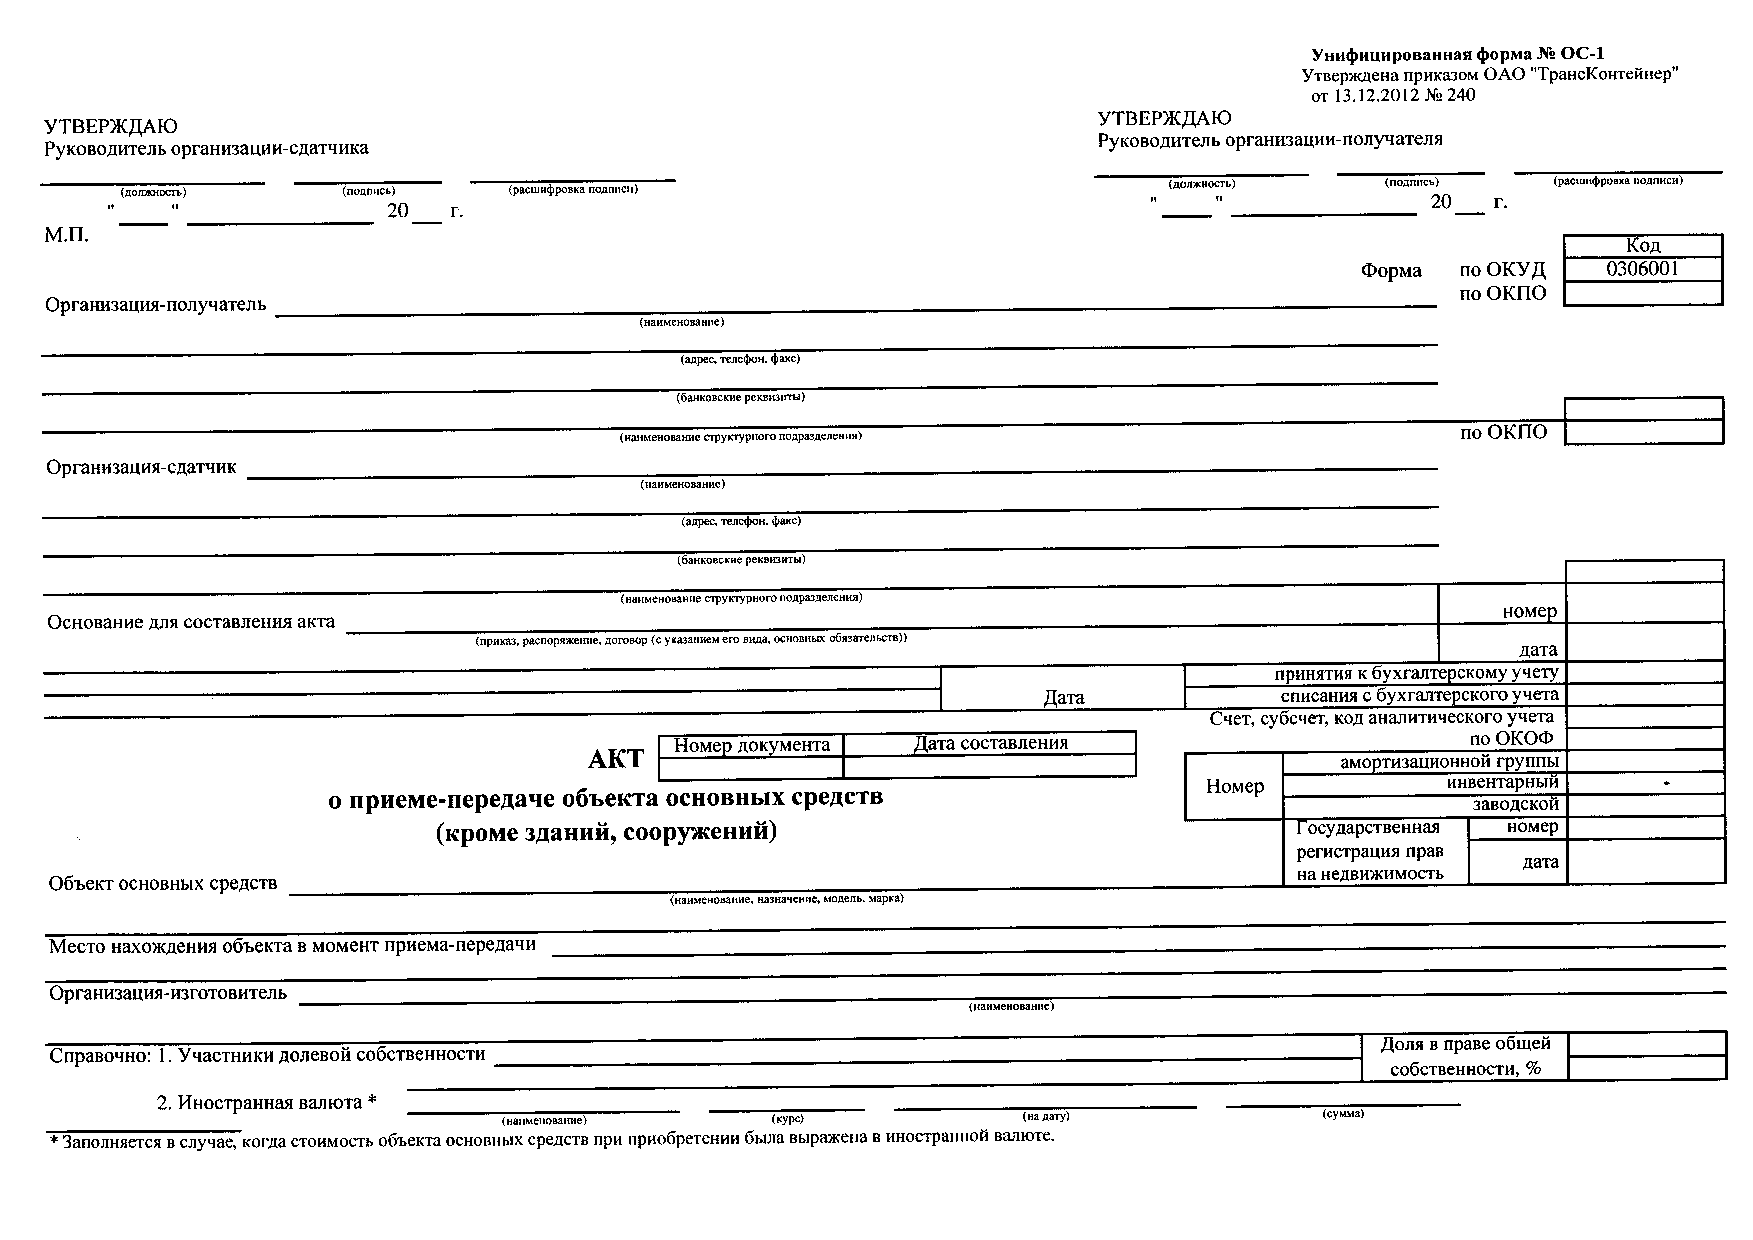 Унифицированная форма № ОС-1
Утверждена приказом ОАО "ТрансКонтейнер"
от 13.12.2012 № 240
УТВЕРЖДАЮ
Руководитель организации-сдатчика
(должность) (подпись) (расшифровка подписи)
" ____ " ________ 20 ___ г.
М.П.
УТВЕРЖДАЮ
Руководитель организации-получателя
(должность) (подпись) (расшифровка подписи)
" ____ " ________ 20 ___ г.
Код
Форма по ОКУД 0306001
по ОКПО
Организация-получатель
(наименование)
(адрес, телефон, факс)
(банковские реквизиты)
(наименование структурного подразделения)
по ОКПО
Организация-сдатчик
(наименование)
(адрес, телефон, факс)
(банковские реквизиты)
(наименование структурного подразделения)
Основание для составления акта
(приказ, распоряжение, договор (с указанием его вида, основных обязательств))
номер
дата
Дата
принятия к бухгалтерскому учету
списания с бухгалтерского учета
Счет, субсчет, код аналитического учета
по ОКОФ
АКТ
Номер документа Дата составления
о приеме-передаче объекта основных средств
(кроме зданий, сооружений)
Номер
амортизационной группы
инвентарный -
заводской
Государственная
регистрация прав
на недвижимость
номер
дата
Объект основных средств
(наименование, назначение, модель, марка)
Место нахождения объекта в момент приема-передачи
Организация-изготовитель
(наименование)
Справочно: 1. Участники долевой собственности
Доля в праве общей
собственности, %
2. Иностранная валюта *
(наименование) (курс) (на дату) (сумма)
* Заполняется в случае, когда стоимость объекта основных средств при приобретении была выражена в иностранной валюте.